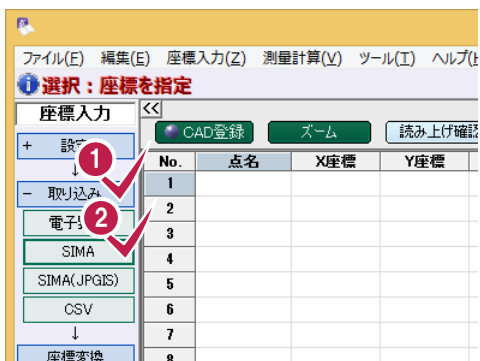 ファイル(F) 編集(E) 座標入力(Z) 測量計算(V) ツール(T) ヘルプ(
選択：座標を指定
座標入力 <<
CAD登録 ズーム 読み上げ確認
+ 設定
No. 点名 X座標 Y座標
↓
1
1
- 取り込み
2
2
電子
3
SIMA
4
SIMA(JPGIS)
5
CSV
6
↓
7
座標変換
8